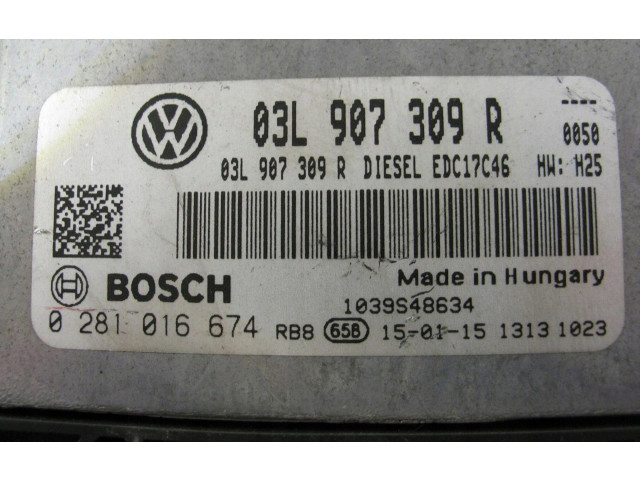 03L 907 309 R ----
0050
03L 907 309 R DIESEL EDC17C46 HW: H25
BOSCH Made in Hungary
1039S48634
0 281 016 674 RB8 658 15-01-15 1313 1023